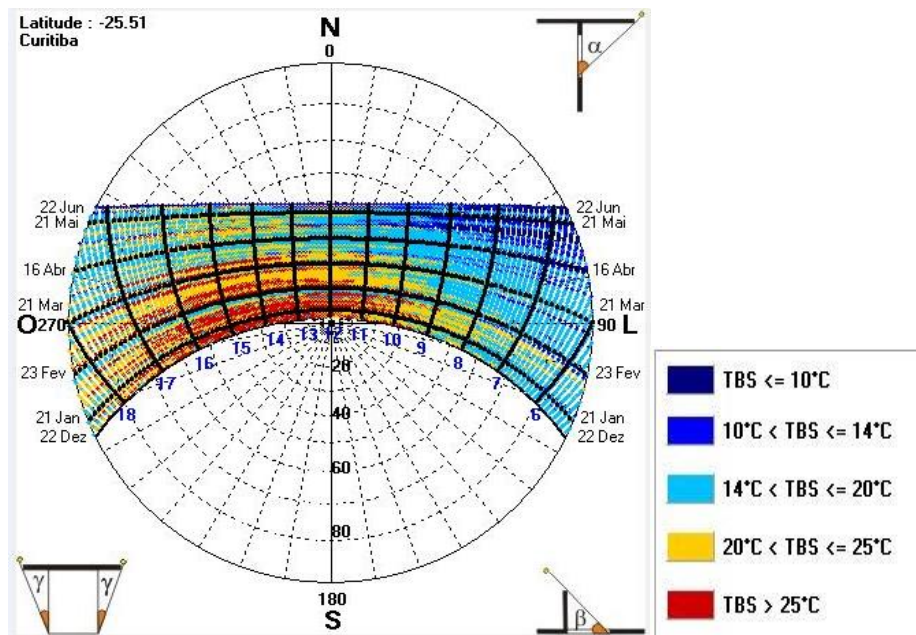 Latitude : -25.51
Curitiba
N
0
α
22 Jun
21 Mai
16 Abr
21 Mar
O 270
23 Fev
21 Jan
22 Dez
22 Jun
21 Mai
16 Abr
21 Mar
90 L
23 Fev
21 Jan
22 Dez
18
17
16
15
14
13
12
11
10
9
8
7
6
20
40
60
80
180
S
γ
γ
β
TBS <= 10°C
10°C < TBS <= 14°C
14°C < TBS <= 20°C
20°C < TBS <= 25°C
TBS > 25°C